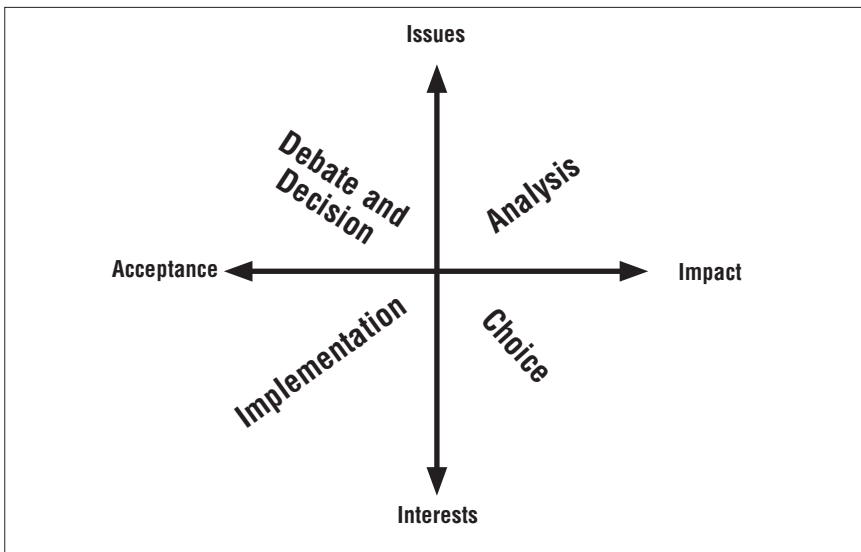 Issues
Debate and
Decision
Analysis
Acceptance
Impact
Implementation
Choice
Interests